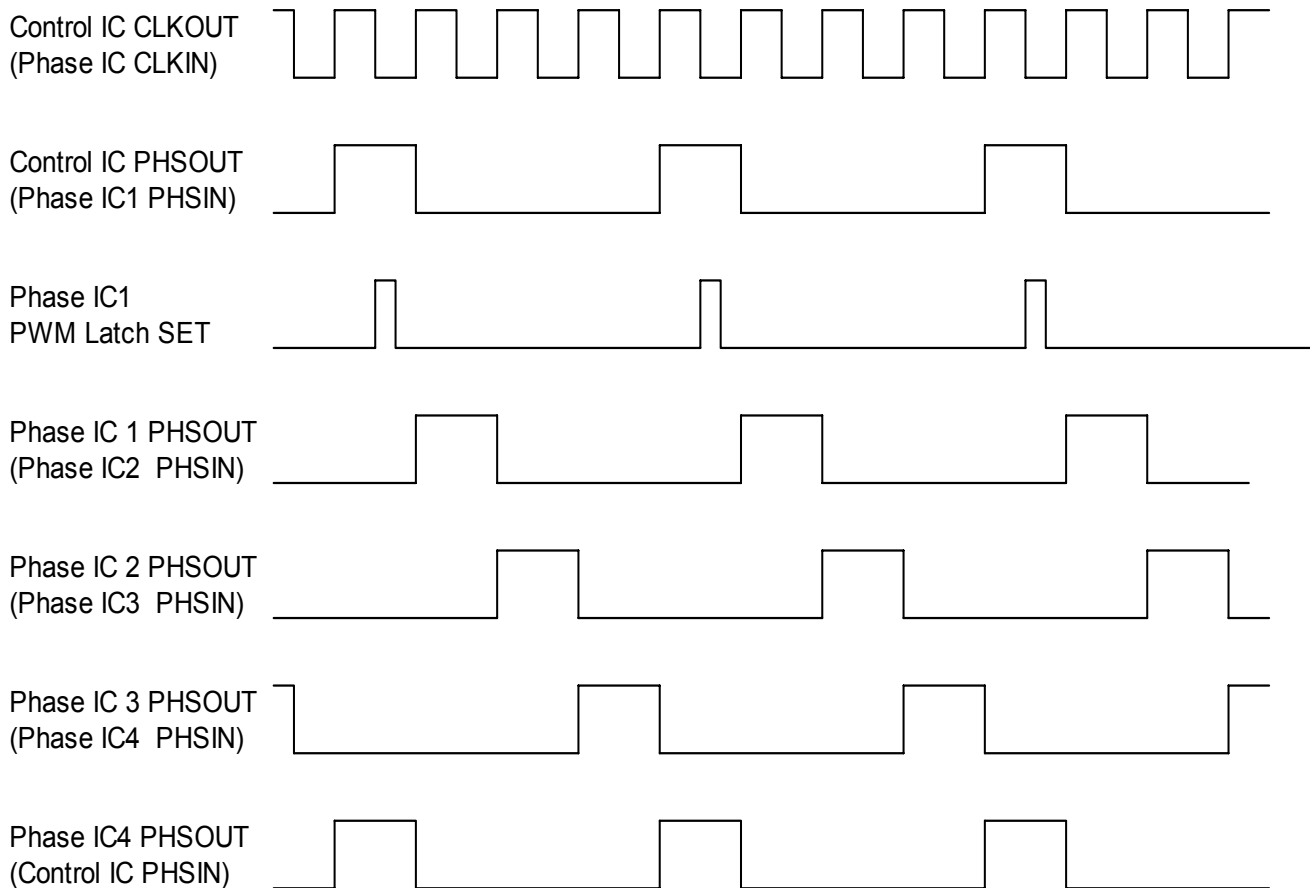 Control IC CLKOUT
(Phase IC CLKIN)
Control IC PHSOUT
(Phase IC1 PHSIN)
Phase IC1
PWM Latch SET
Phase IC 1 PHSOUT
(Phase IC2 PHSIN)
Phase IC 2 PHSOUT
(Phase IC3 PHSIN)
Phase IC 3 PHSOUT
(Phase IC4 PHSIN)
Phase IC4 PHSOUT
(Control IC PHSIN)